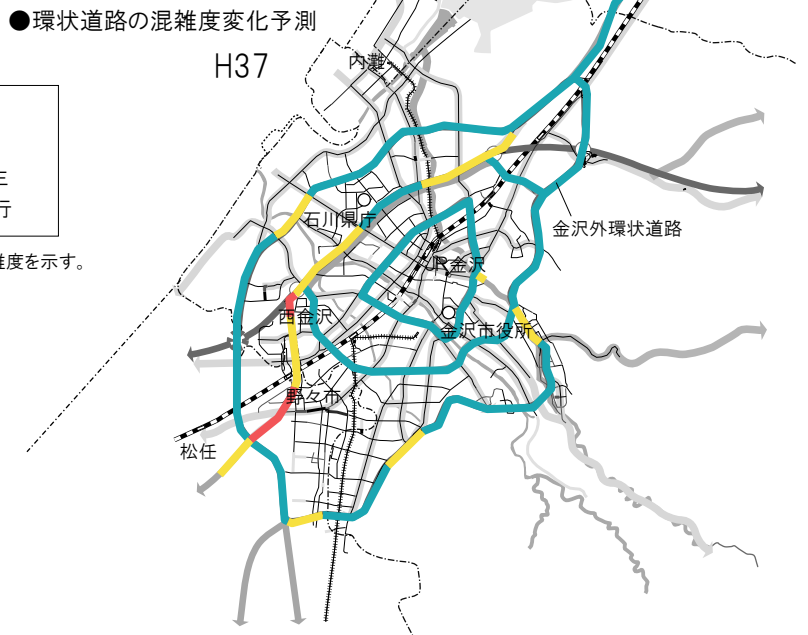 ●環状道路の混雑度変化予測
H37
内灘
行
雑度を示す。
石川県庁
金沢外環状道路
JR金沢
西金沢
金沢市役所
野々市
松任